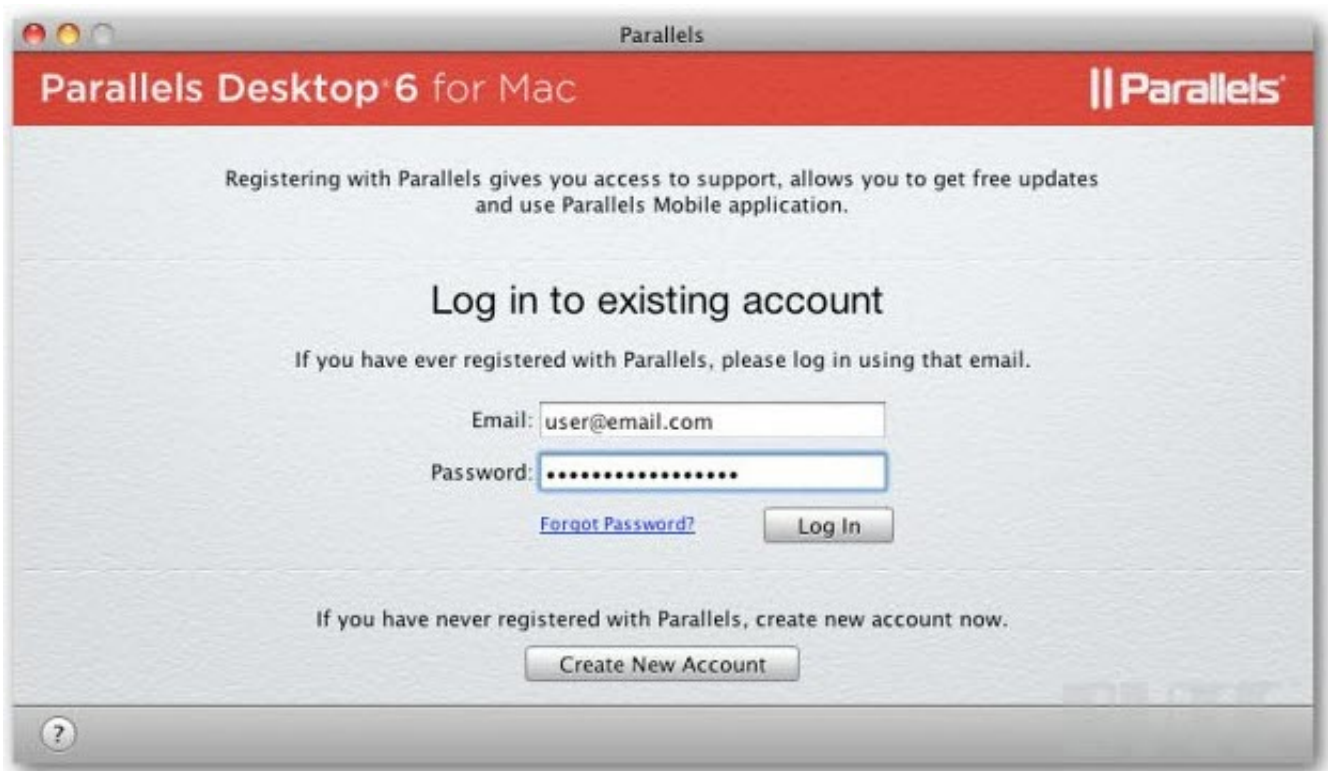 Parallels
Parallels Desktop 6 for Mac
Parallels
Registering with Parallels gives you access to support, allows you to get free updates
and use Parallels Mobile application.
Log in to existing account
If you have ever registered with Parallels, please log in using that email.
Email: user@email.com
Password: •••••••••••••••••
Forgot Password?
Log In
If you have never registered with Parallels, create new account now.
Create New Account
?